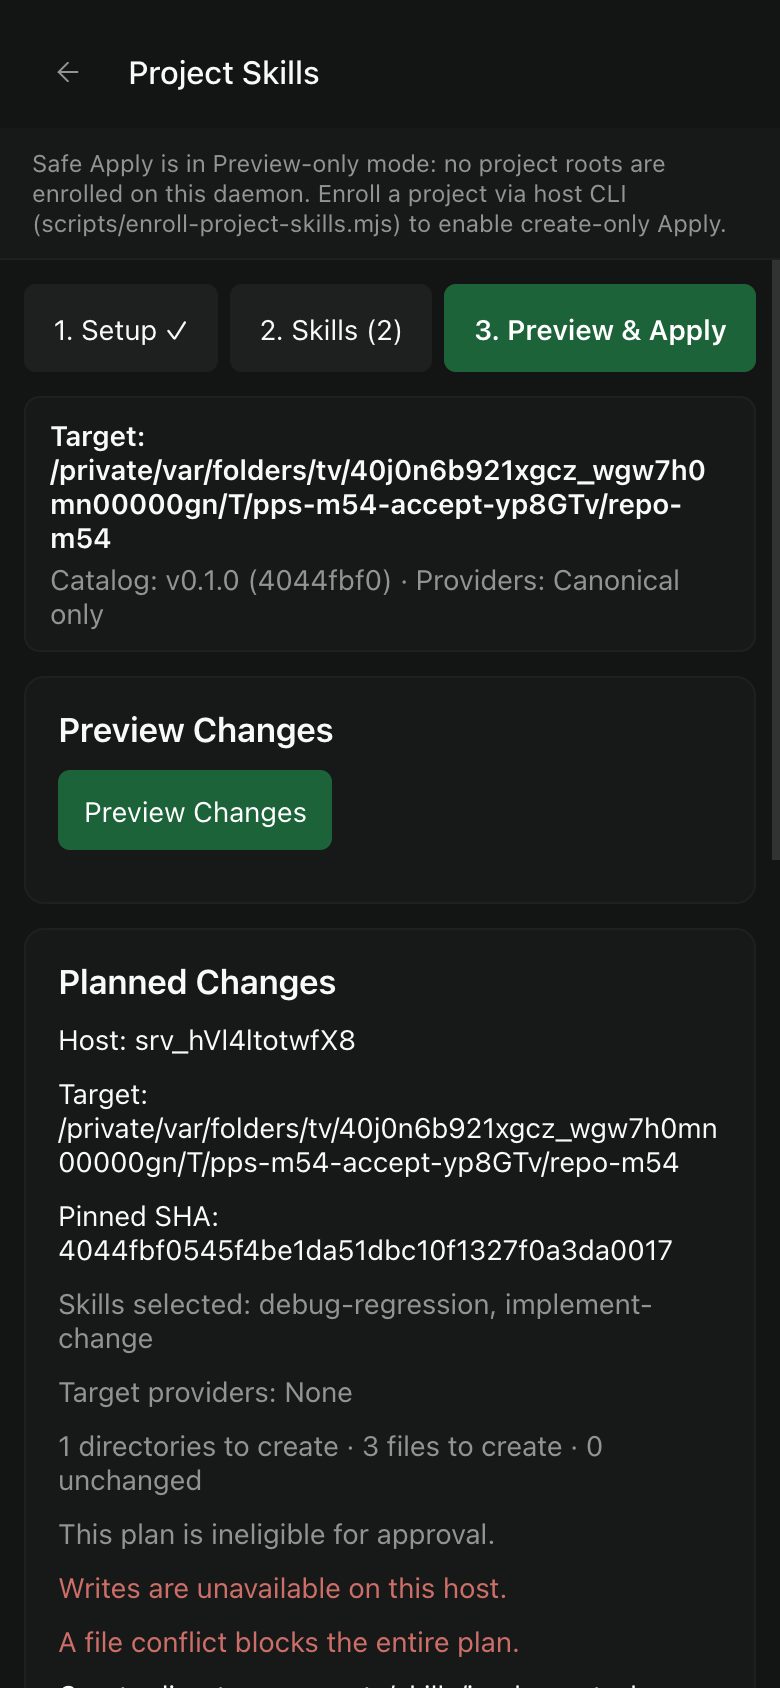 Project Skills
Safe Apply is in Preview-only mode: no project roots are
enrolled on this daemon. Enroll a project via host CLI
(scripts/enroll-project-skills.mjs) to enable create-only Apply.
1. Setup ✓
2. Skills (2)
3. Preview & Apply
Target:
/private/var/folders/tv/40j0n6b921xgcz_wgw7h0
mn00000gn/T/pps-m54-accept-yp8GTv/repo-
m54
Catalog: v0.1.0 (4044fbf0) · Providers: Canonical
only
Preview Changes
Preview Changes
Planned Changes
Host: srv_hVl4ltotwfX8
Target:
/private/var/folders/tv/40j0n6b921xgcz_wgw7h0mn
00000gn/T/pps-m54-accept-yp8GTv/repo-m54
Pinned SHA:
4044fbf0545f4be1da51dbc10f1327f0a3da0017
Skills selected: debug-regression, implement-
change
Target providers: None
1 directories to create · 3 files to create · 0
unchanged
This plan is ineligible for approval.
Writes are unavailable on this host.
A file conflict blocks the entire plan.